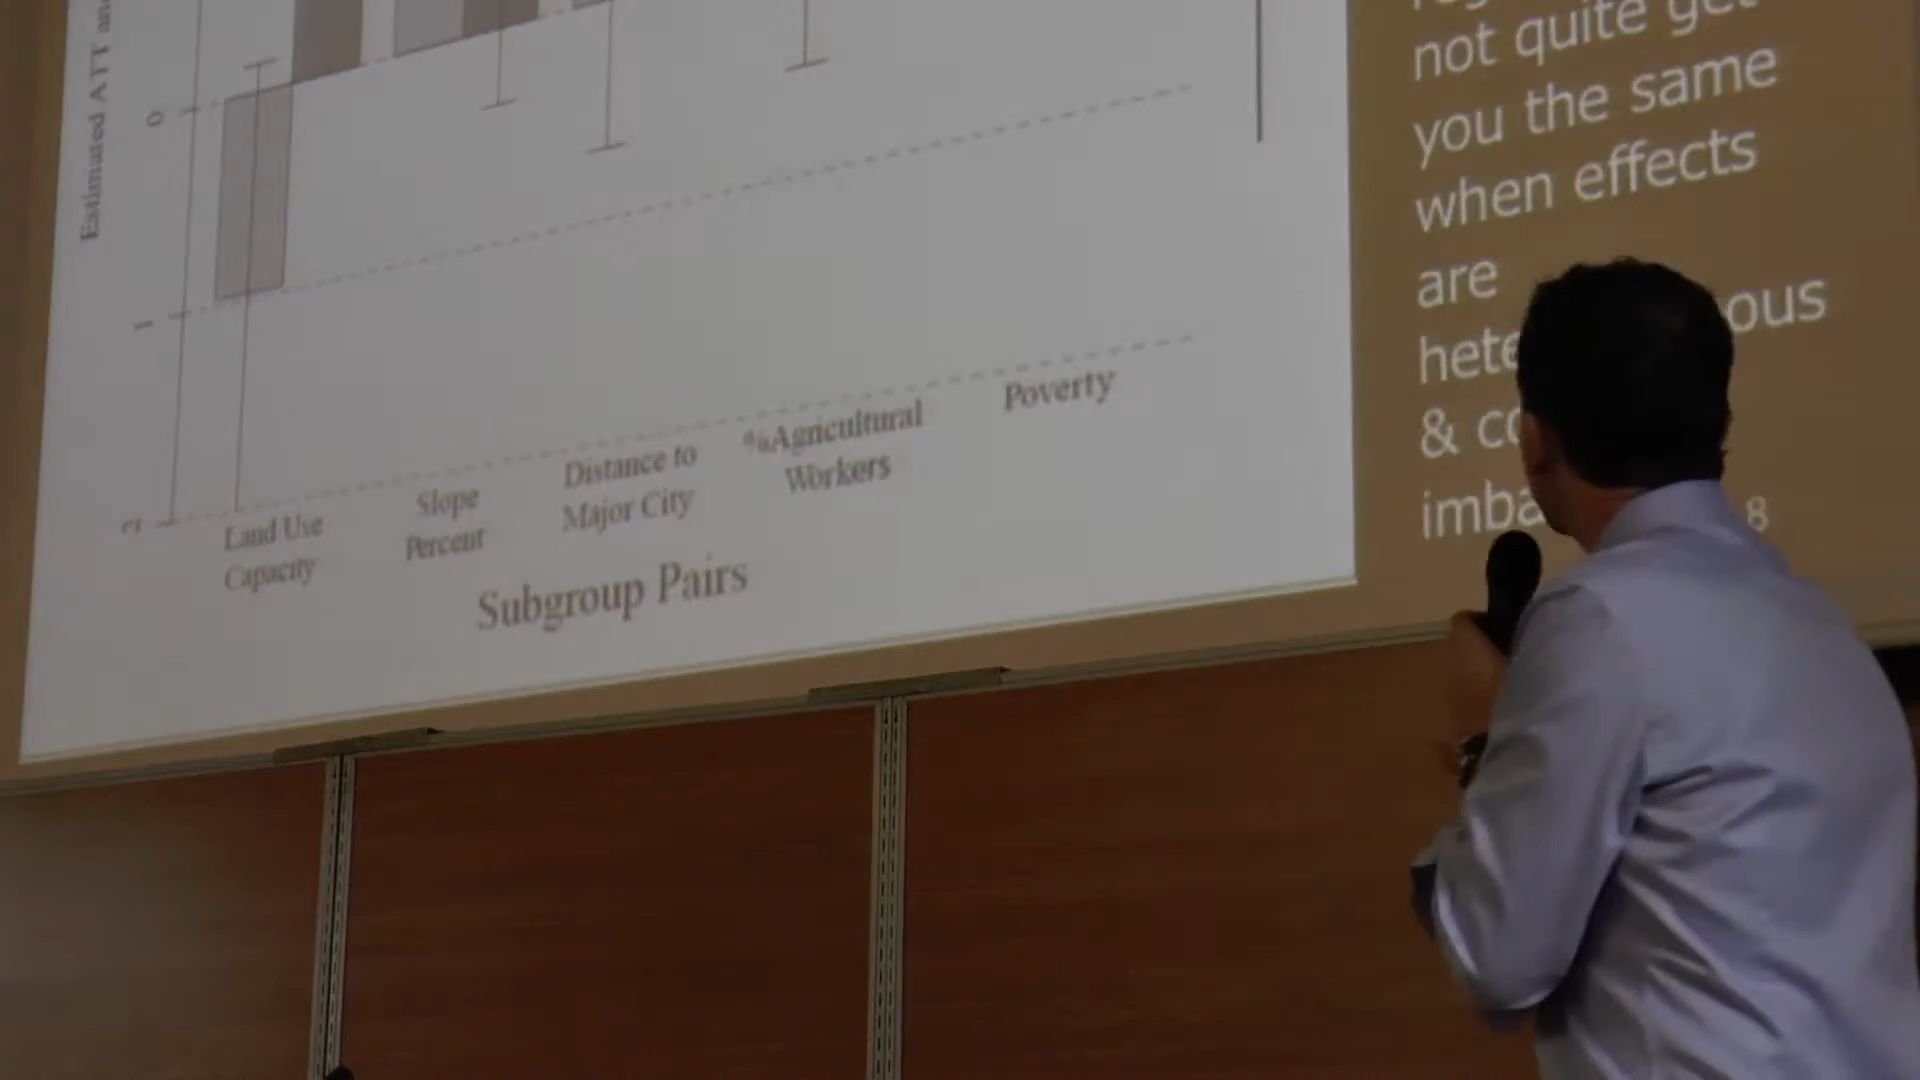 Estimated ATT and
0
Land Use
Capacity
Slope
Percent
Distance to
Major City
%Agricultural
Workers
Poverty
Subgroup Pairs
not quite get
you the same
when effects
are
hete ous
& co
imba
8